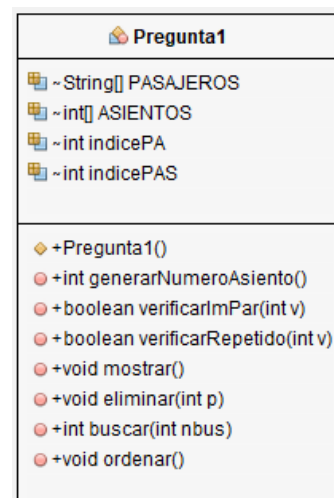 Pregunta1
~String[] PASAJEROS
~int[] ASIENTOS
~int indicePA
~int indicePAS
+Pregunta1()
+int generarNumeroAsiento()
+boolean verificarImPar(int v)
+boolean verificarRepetido(int v)
+void mostrar()
+void eliminar(int p)
+int buscar(int nbus)
+void ordenar()